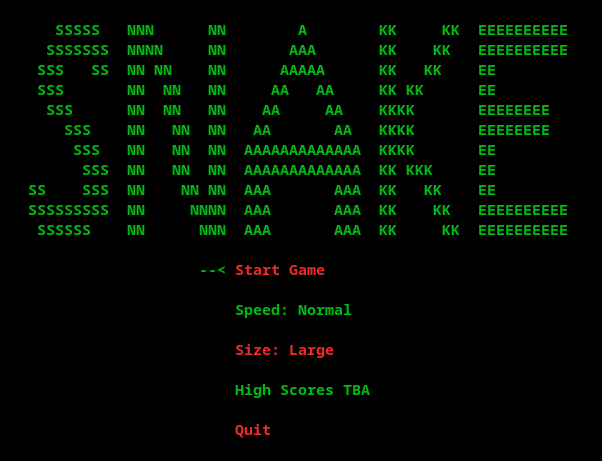 SSSSS   NNN      NN        A        KK     KK  EEEEEEEEEE
  SSSSSSS  NNNN     NN       AAA       KK    KK   EEEEEEEEEE
 SSS   SS  NN NN    NN      AAAAA      KK   KK    EE
 SSS       NN  NN   NN     AA   AA     KK KK      EE
  SSS      NN  NN   NN    AA     AA    KKKK       EEEEEEEE
    SSS    NN   NN  NN   AA       AA   KKKK       EEEEEEEE
     SSS   NN   NN  NN  AAAAAAAAAAAAA  KKKK       EE
      SSS  NN   NN  NN  AAAAAAAAAAAAA  KK KKK     EE
SS    SSS  NN    NN NN  AAA       AAA  KK   KK    EE
SSSSSSSSS  NN     NNNN  AAA       AAA  KK    KK   EEEEEEEEEE
 SSSSSS    NN      NNN  AAA       AAA  KK     KK  EEEEEEEEEE
--< Start Game
Speed: Normal
Size: Large
High Scores TBA
Quit